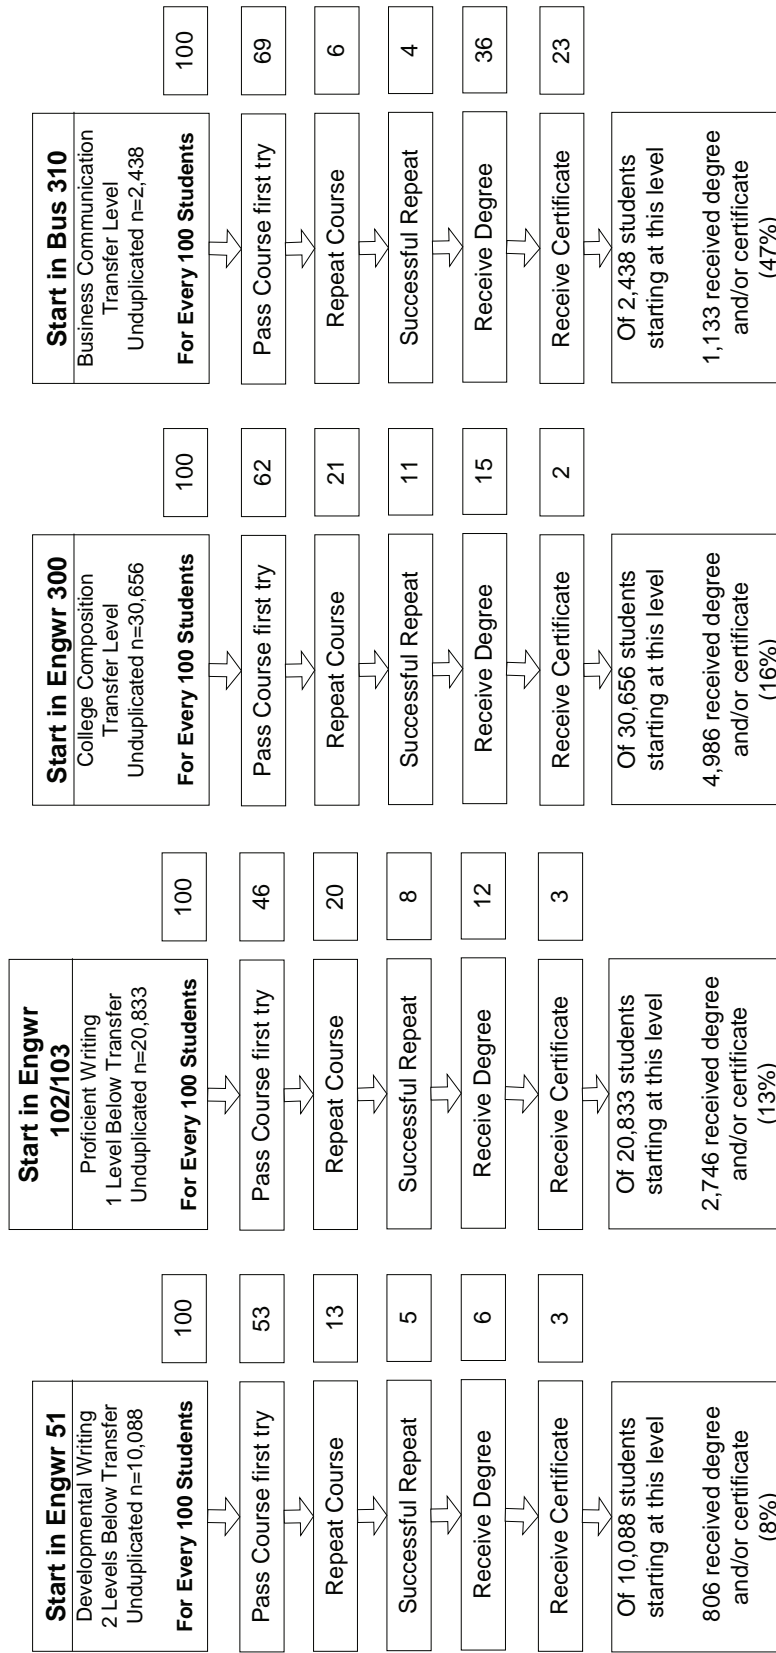 Start in Engwr 51
Developmental Writing
2 Levels Below Transfer
Unduplicated n=10,088
For Every 100 Students
100
Pass Course first try
53
Repeat Course
13
Successful Repeat
5
Receive Degree
6
Receive Certificate
3
Of 10,088 students
starting at this level
806 received degree
and/or certificate
(8%)
Start in Engwr
102/103
Proficient Writing
1 Level Below Transfer
Unduplicated n=20,833
For Every 100 Students
100
Pass Course first try
46
Repeat Course
20
Successful Repeat
8
Receive Degree
12
Receive Certificate
3
Of 20,833 students
starting at this level
2,746 received degree
and/or certificate
(13%)
Start in Engwr 300
College Composition
Transfer Level
Unduplicated n=30,656
For Every 100 Students
100
Pass Course first try
62
Repeat Course
21
Successful Repeat
11
Receive Degree
15
Receive Certificate
2
Of 30,656 students
starting at this level
4,986 received degree
and/or certificate
(16%)
Start in Bus 310
Business Communication
Transfer Level
Unduplicated n=2,438
For Every 100 Students
100
Pass Course first try
69
Repeat Course
6
Successful Repeat
4
Receive Degree
36
Receive Certificate
23
Of 2,438 students
starting at this level
1,133 received degree
and/or certificate
(47%)